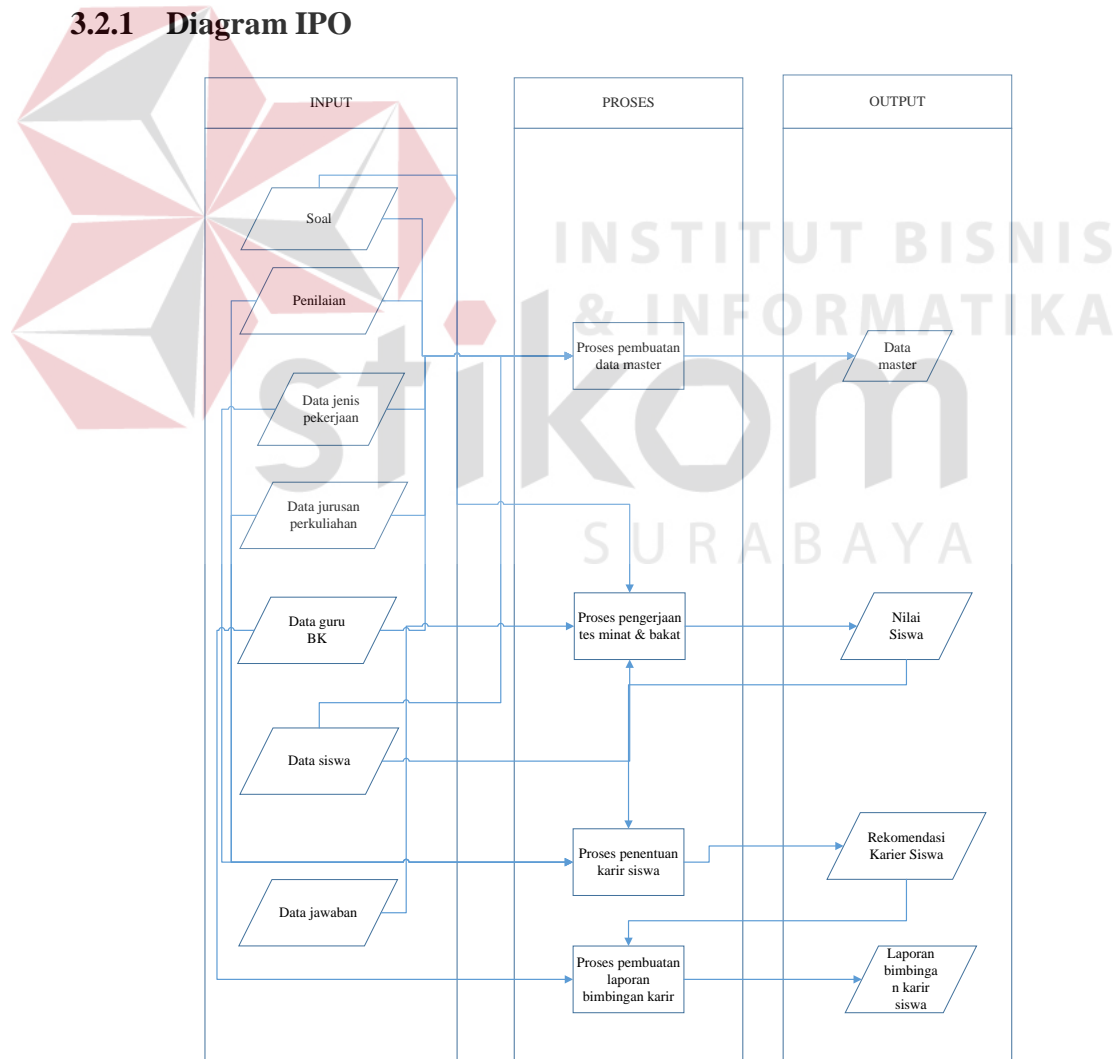 3.2.1 Diagram IPO
INPUT
PROSES
OUTPUT
Soal
Penilaian
Data jenis
pekerjaan
Data jurusan
perkuliahan
Data guru
BK
Data siswa
Data jawaban
Proses pembuatan
data master
Proses pengerjaan
tes minat & bakat
Proses penentuan
karir siswa
Proses pembuatan
laporan
bimbingan karir
Data
master
Nilai
Siswa
Rekomendasi
Karier Siswa
Laporan
bimbinga
n karir
siswa
INSTITUT BISNIS
& INFORMATIKA
stikom
SURABAYA